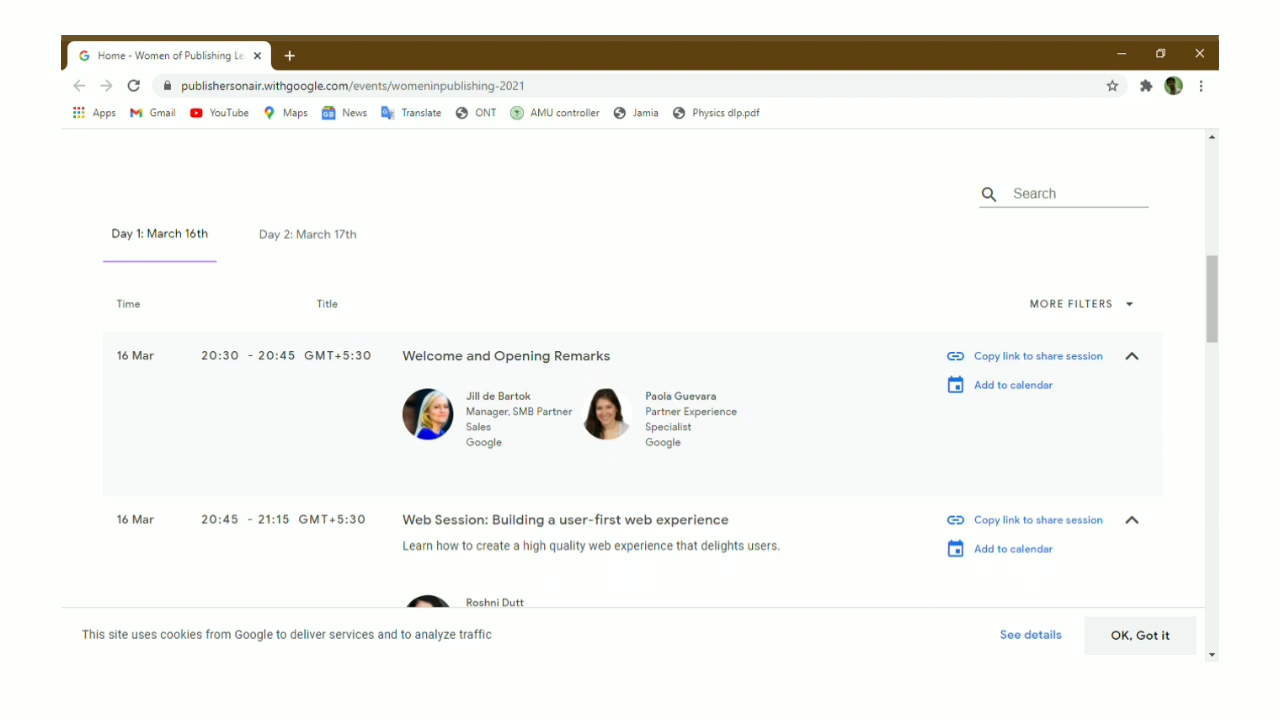 Home - Women of Publishing Le
publishersonair.withgoogle.com/events/womeninpublishing-2021
Apps Gmail YouTube Maps News Translate ONT AMU controller Jamia Physics dlp.pdf
Search
Day 1: March 16th Day 2: March 17th
Time Title MORE FILTERS
16 Mar 20:30 - 20:45 GMT+5:30 Welcome and Opening Remarks Copy link to share session
Add to calendar
Jill de Bartok
Manager, SMB Partner
Sales
Google
Paola Guevara
Partner Experience
Specialist
Google
16 Mar 20:45 - 21:15 GMT+5:30 Web Session: Building a user-first web experience Copy link to share session
Learn how to create a high quality web experience that delights users. Add to calendar
Roshni Dutt
This site uses cookies from Google to deliver services and to analyze traffic See details OK, Got it